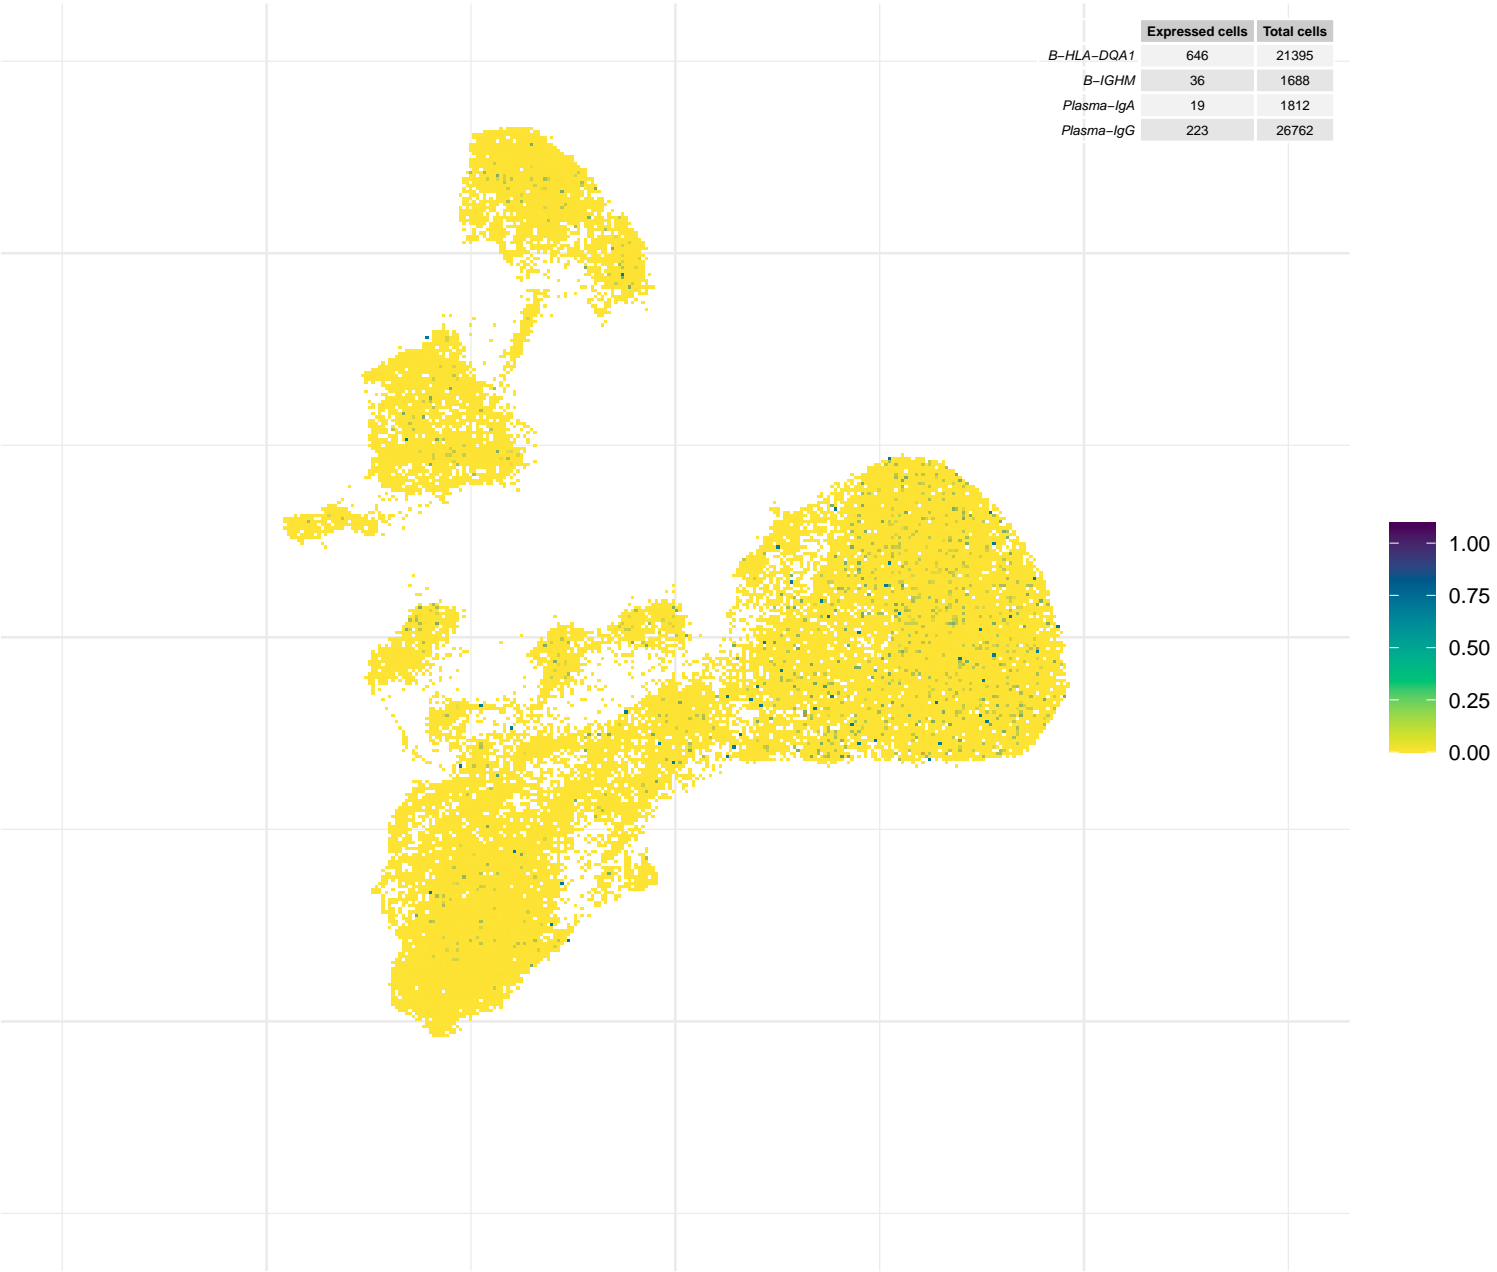 Expressed cells Total cells
B−HLA−DQA1 646 21395
B−IGHM 36 1688
Plasma−IgA 19 1812
Plasma−IgG 223 26762
1.00
0.75
0.50
0.25
0.00